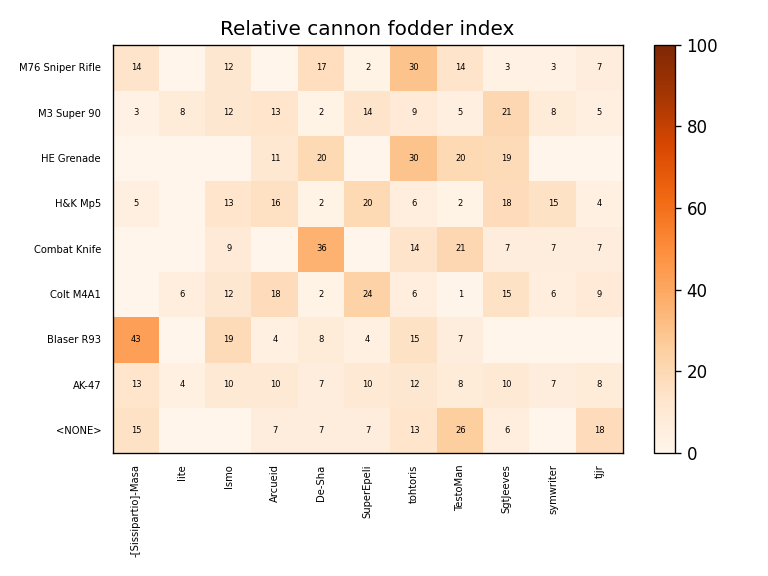 Relative cannon fodder index
M76 Sniper Rifle 14 12 17 2 30 14 3 3 7
M3 Super 90 3 8 12 13 2 14 9 5 21 8 5
HE Grenade 11 20 30 20 19
H&K Mp5 5 13 16 2 20 6 2 18 15 4
Combat Knife 9 36 14 21 7 7 7
Colt M4A1 6 12 18 2 24 6 1 15 6 9
Blaser R93 43 19 4 8 4 15 7
AK-47 13 4 10 10 7 10 12 8 10 7 8
<NONE> 15 7 7 7 13 26 6 18
-[Sissipartio]-Masa
lite
Ismo
Arcueid
De-Sha
SuperEpeli
tohtoris
TestoMan
SgtJeeves
symwriter
tjjr
100
80
60
40
20
0